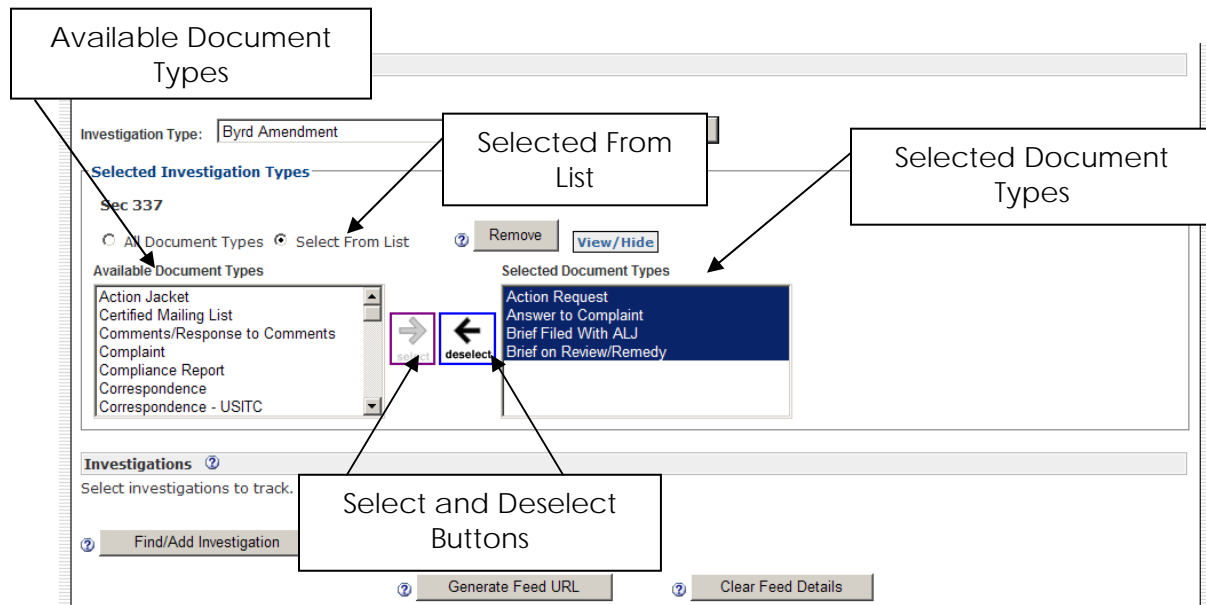 Available Document
Types
Investigation Type: Byrd Amendment
Selected From
List
Selected Document
Types
Selected Investigation Types
Sec 337
All Document Types Select From List Remove View/Hide
Available Document Types
Action Jacket
Certified Mailing List
Comments/Response to Comments
Complaint
Compliance Report
Correspondence
Correspondence - USITC
select deselect
Selected Document Types
Action Request
Answer to Complaint
Brief Filed With ALJ
Brief on Review/Remedy
Investigations
Select investigations to track.
Select and Deselect
Buttons
Find/Add Investigation
Generate Feed URL Clear Feed Details